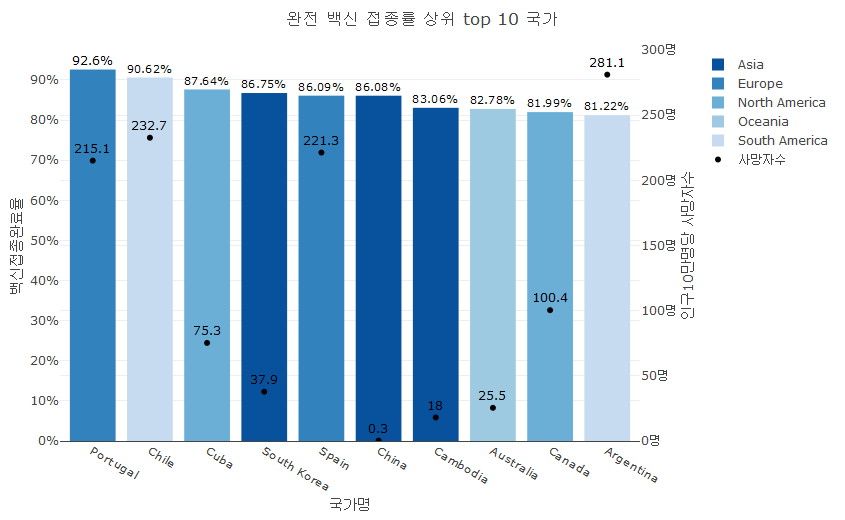 완전 백신 접종률 상위 top 10 국가
백신접종완료율
90%
80%
70%
60%
50%
40%
30%
20%
10%
0%
92.6%
90.62%
87.64%
86.75%
86.09%
86.08%
83.06%
82.78%
81.99%
81.22%
215.1
232.7
75.3
37.9
221.3
0.3
18
25.5
100.4
281.1
300명
250명
200명
150명
100명
50명
0명
인구10만명당 사망자수
Portugal
Chile
Cuba
South Korea
Spain
China
Cambodia
Australia
Canada
Argentina
국가명
Asia
Europe
North America
Oceania
South America
사망자수